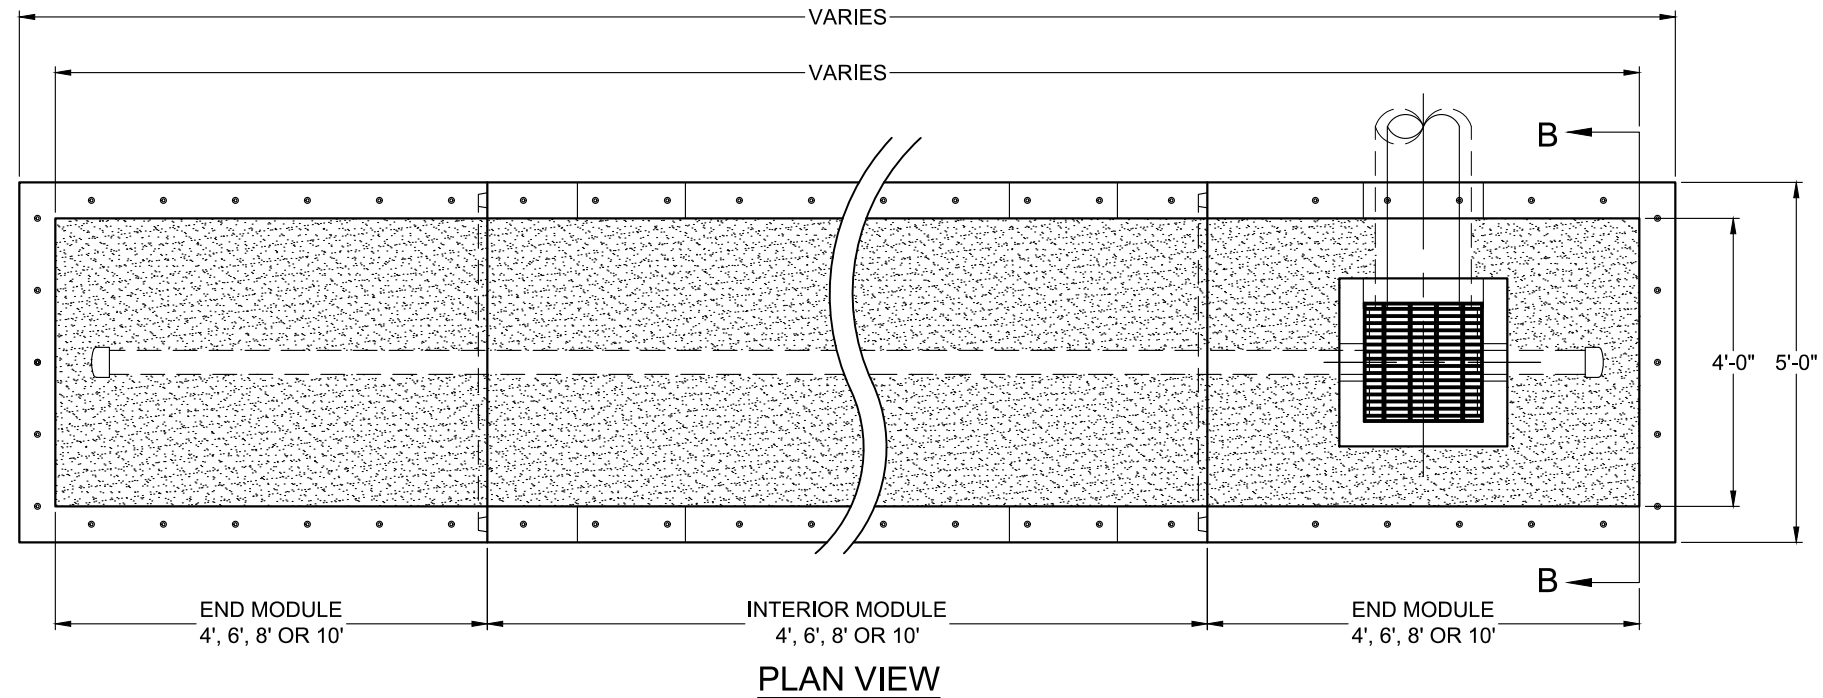 VARIES
VARIES
B
4'-0" 5'-0"
B
END MODULE
4', 6', 8' OR 10'
INTERIOR MODULE
4', 6', 8' OR 10'
END MODULE
4', 6', 8' OR 10'
PLAN VIEW